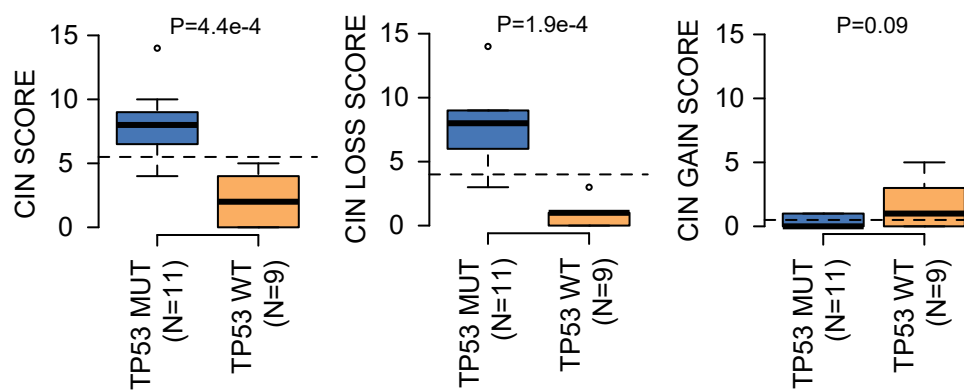 P=4.4e-4
CIN SCORE
15
10
5
0
TP53 MUT
(N=11)
TP53 WT
(N=9)
P=1.9e-4
CIN LOSS SCORE
15
10
5
0
TP53 MUT
(N=11)
TP53 WT
(N=9)
P=0.09
CIN GAIN SCORE
15
10
5
0
TP53 MUT
(N=11)
TP53 WT
(N=9)